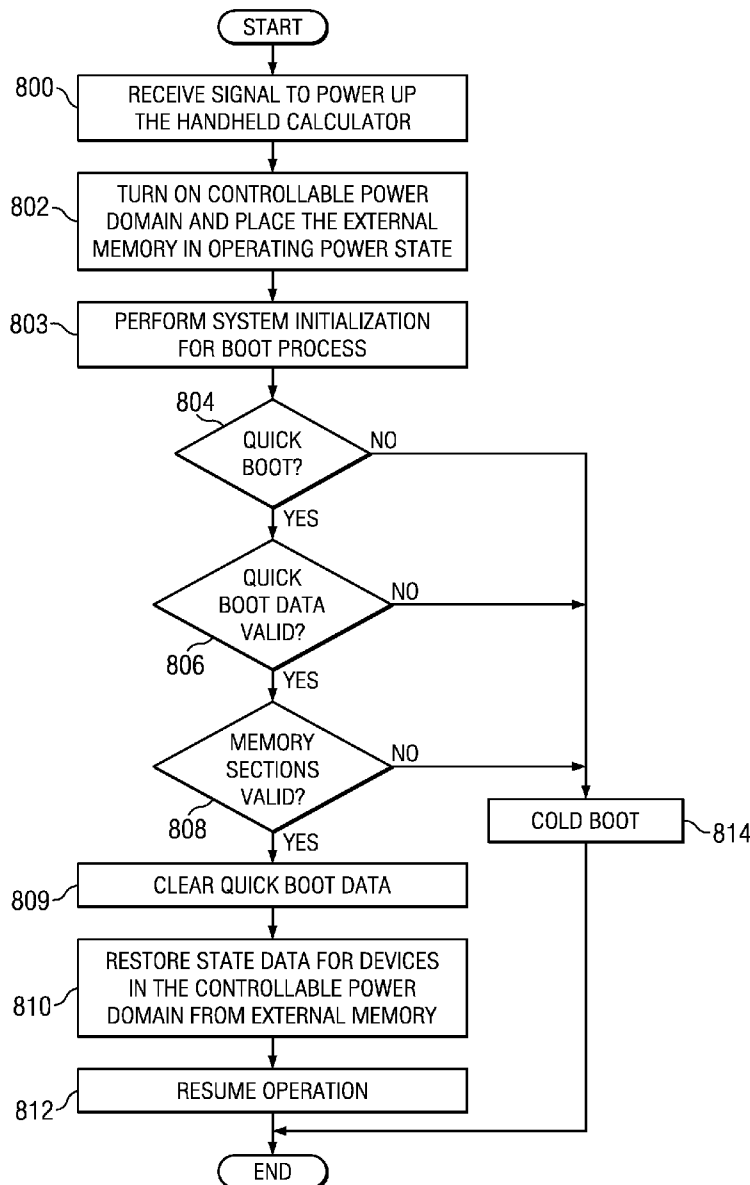 START
800
RECEIVE SIGNAL TO POWER UP
THE HANDHELD CALCULATOR
802
TURN ON CONTROLLABLE POWER
DOMAIN AND PLACE THE EXTERNAL
MEMORY IN OPERATING POWER STATE
803
PERFORM SYSTEM INITIALIZATION
FOR BOOT PROCESS
804
QUICK
BOOT?
NO
YES
QUICK
BOOT DATA
VALID?
NO
806
YES
MEMORY
SECTIONS
VALID?
NO
808
YES
COLD BOOT
814
809
CLEAR QUICK BOOT DATA
810
RESTORE STATE DATA FOR DEVICES
IN THE CONTROLLABLE POWER
DOMAIN FROM EXTERNAL MEMORY
812
RESUME OPERATION
END